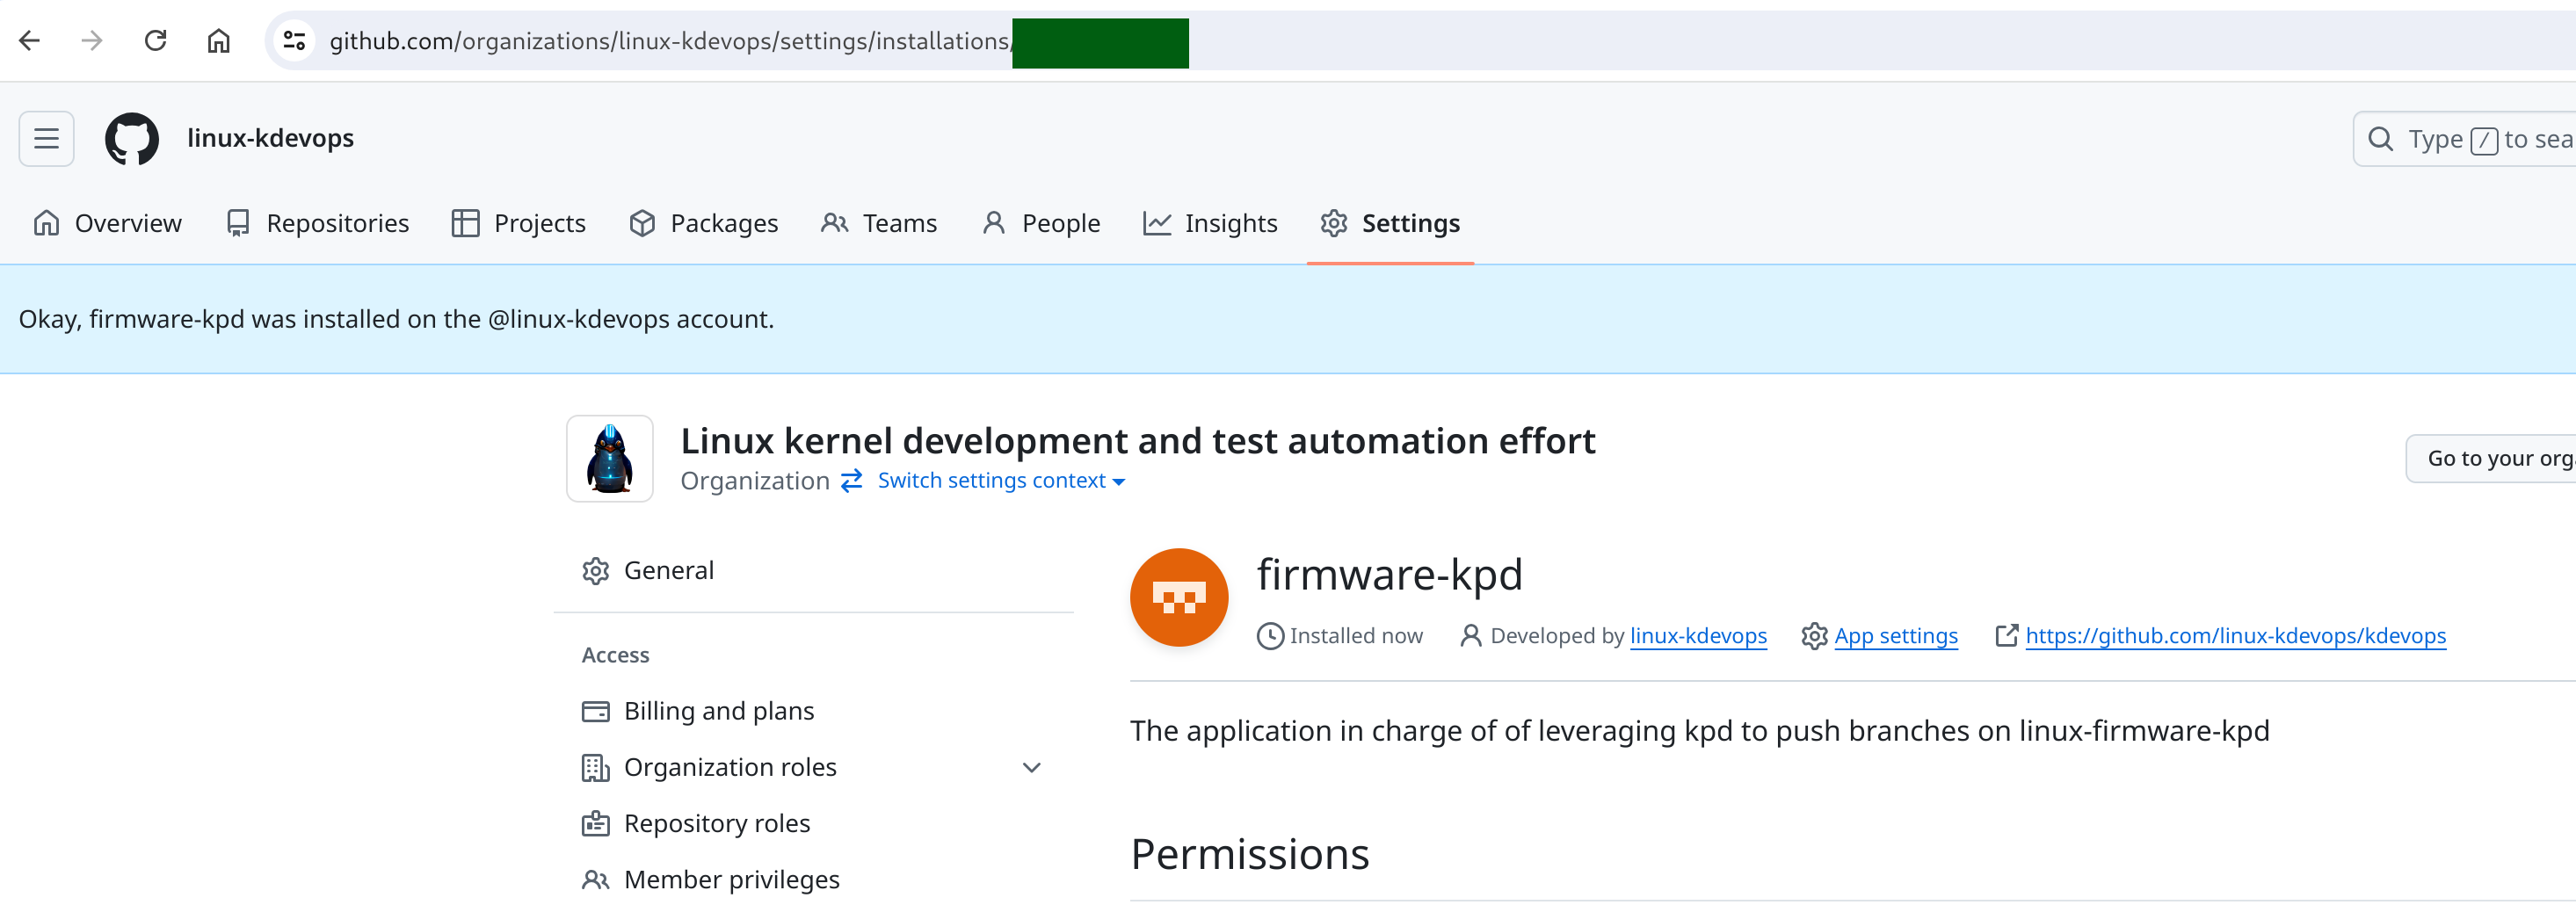 github.com/organizations/linux-kdevops/settings/installations/
linux-kdevops
Type / to sea
Overview Repositories Projects Packages Teams People Insights Settings
Okay, firmware-kpd was installed on the @linux-kdevops account.
Linux kernel development and test automation effort
Organization Switch settings context
Go to your org
General
Access
Billing and plans
Organization roles
Repository roles
Member privileges
firmware-kpd
Installed now Developed by linux-kdevops App settings https://github.com/linux-kdevops/kdevops
The application in charge of of leveraging kpd to push branches on linux-firmware-kpd
Permissions